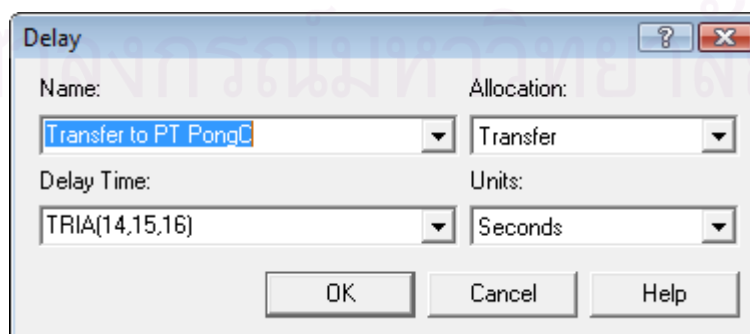 Delay
Name:
Allocation:
Transfer to PT PongC
Transfer
Delay Time:
Units:
TRIA(14,15,16)
Seconds
OK
Cancel
Help